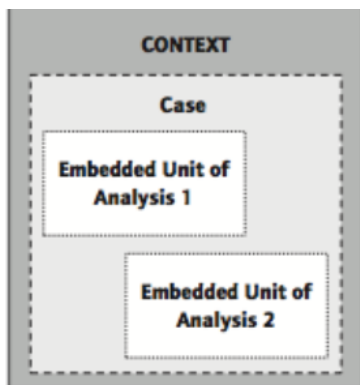 CONTEXT
Case
Embedded Unit of
Analysis 1
Embedded Unit of
Analysis 2